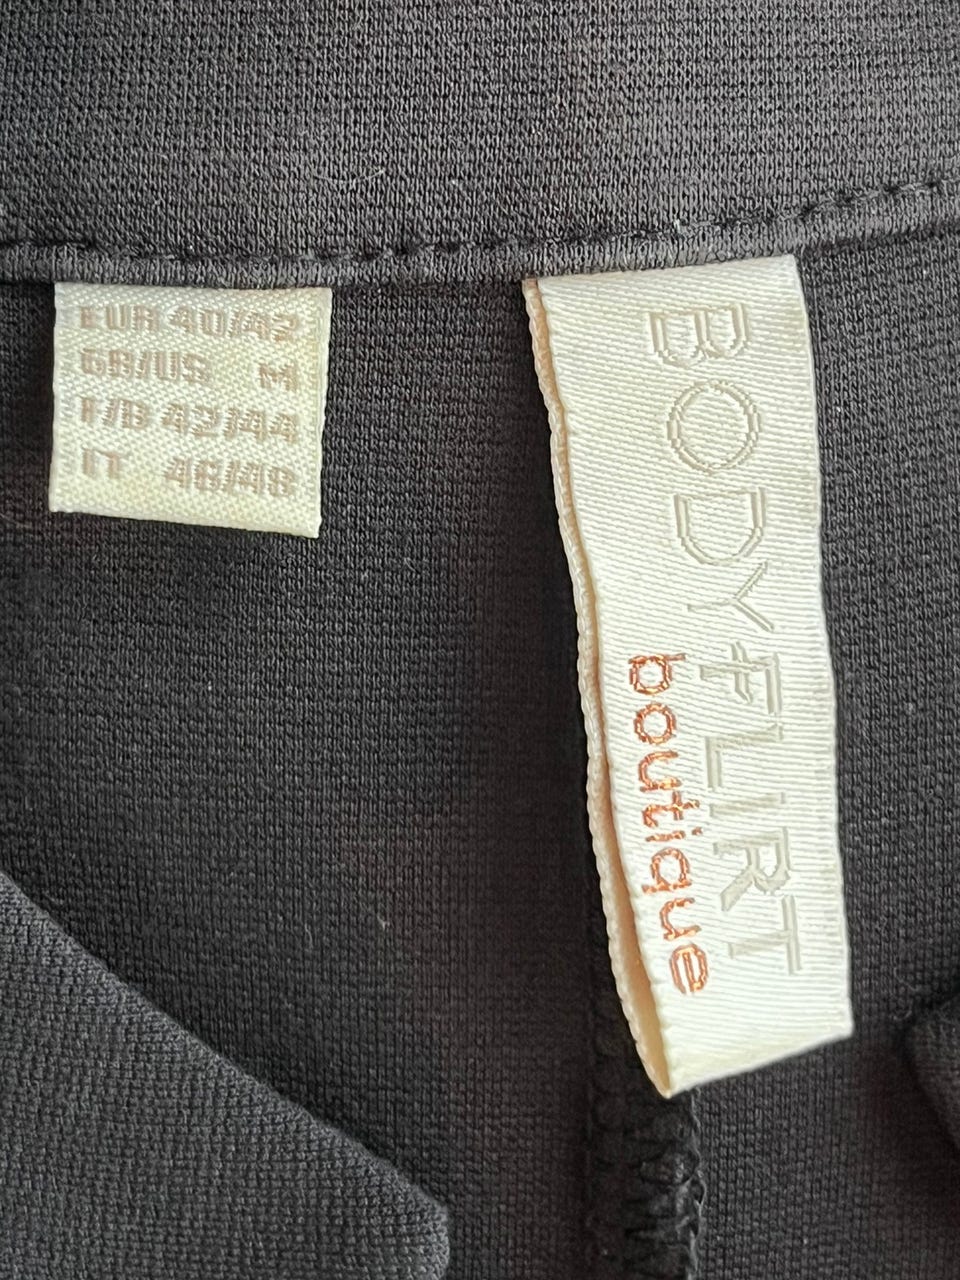 EUR 40/42
GB/US M
F/B 42/44
IT 46/48
BODYFLIRT
boutique